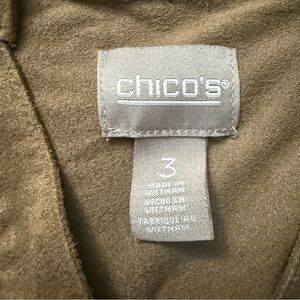 chico's®
3
MADE IN
VIETNAM
HECHO EN
VIETNAM
FABRIQUÉ AU
VIETNAM